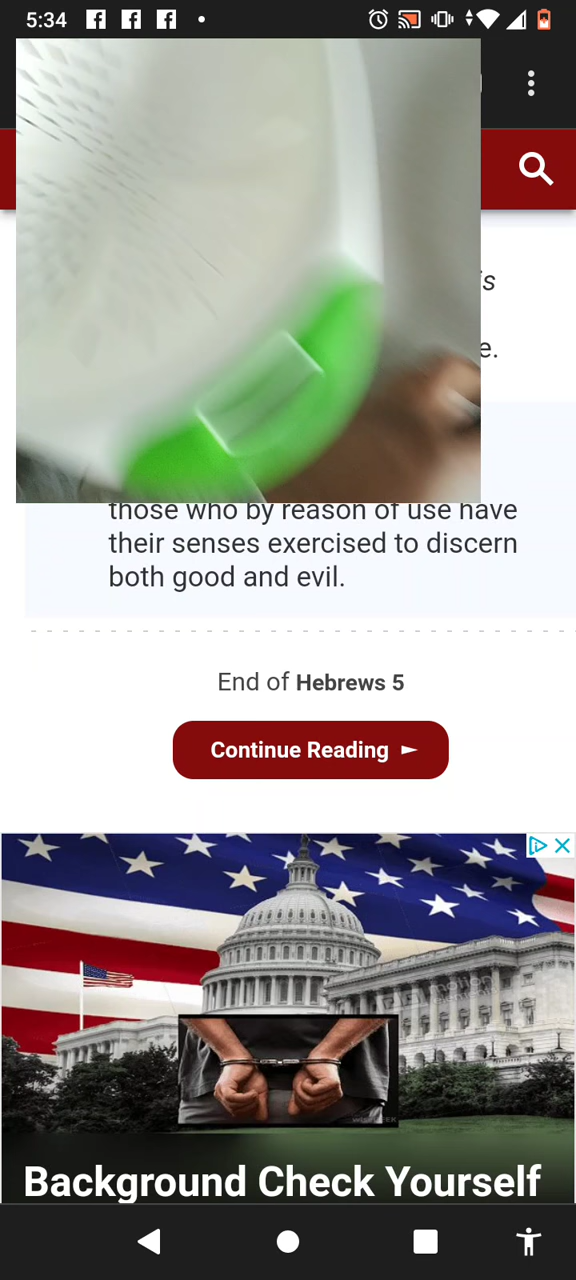 5:34
s
e.
those who by reason of use have
their senses exercised to discern
both good and evil.
End of Hebrews 5
Continue Reading ►
Background Check Yourself